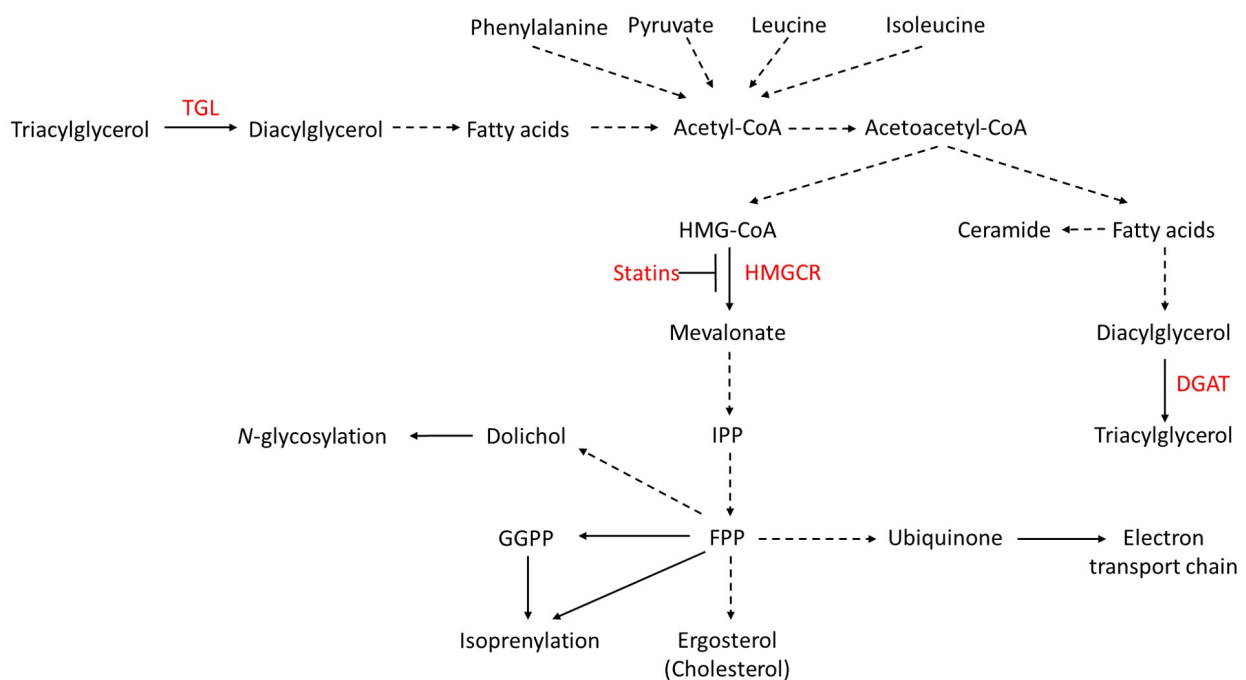 Phenylalanine Pyruvate Leucine Isoleucine
TGL
Triacylglycerol Diacylglycerol Fatty acids Acetyl-CoA Acetoacetyl-CoA
HMG-CoA Ceramide Fatty acids
Statins HMGCR
Mevalonate Diacylglycerol
DGAT
N-glycosylation Dolichol IPP Triacylglycerol
GGPP FPP Ubiquinone Electron
transport chain
Isoprenylation Ergosterol
(Cholesterol)